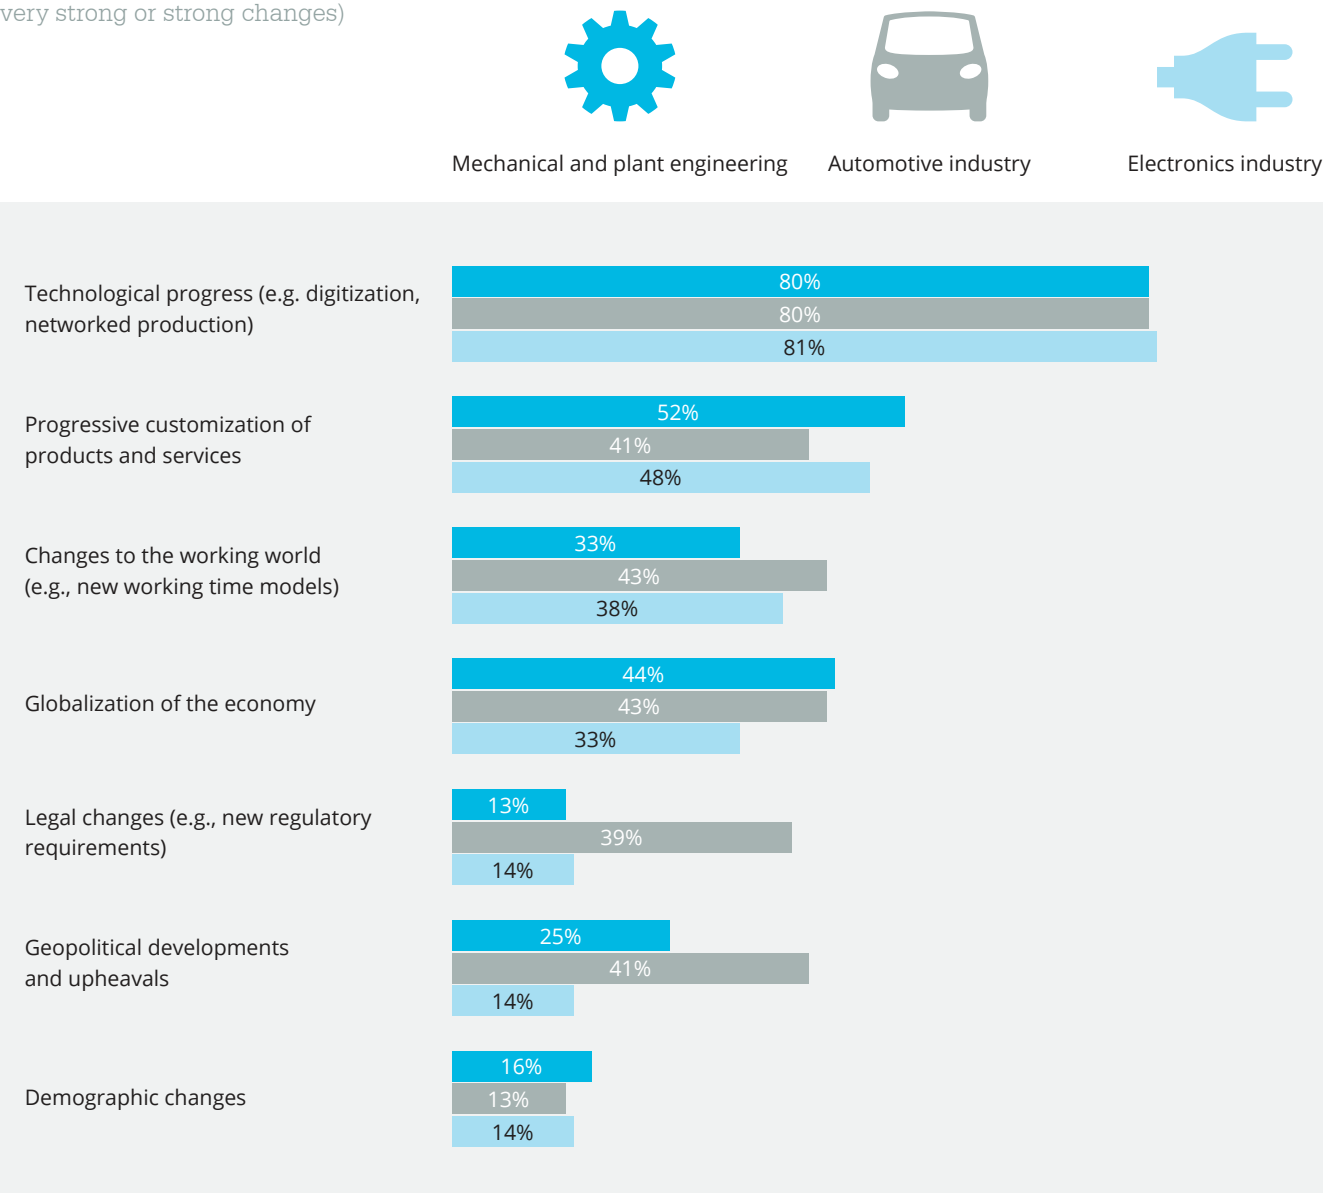 very strong or strong changes)
Mechanical and plant engineering
Automotive industry
Electronics industry
Technological progress (e.g. digitization,
networked production)
80%
80%
81%
Progressive customization of
products and services
52%
41%
48%
Changes to the working world
(e.g., new working time models)
33%
43%
38%
Globalization of the economy
44%
43%
33%
Legal changes (e.g., new regulatory
requirements)
13%
39%
14%
Geopolitical developments
and upheavals
25%
41%
14%
Demographic changes
16%
13%
14%